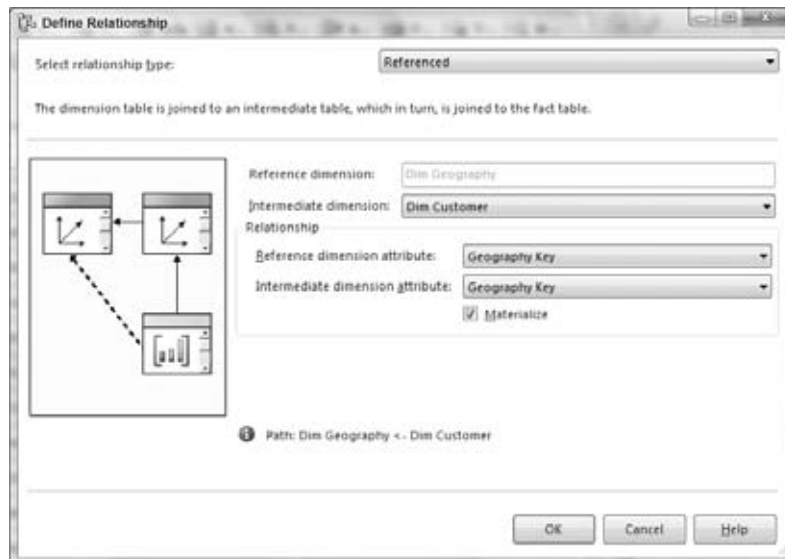 Define Relationship
Select relationship type: Referenced
The dimension table is joined to an intermediate table, which in turn, is joined to the fact table.
Reference dimension: Dim Geography
Intermediate dimension: Dim Customer
Relationship
Reference dimension attribute: Geography Key
Intermediate dimension attribute: Geography Key
Materialize
Path: Dim Geography <- Dim Customer
OK Cancel Help